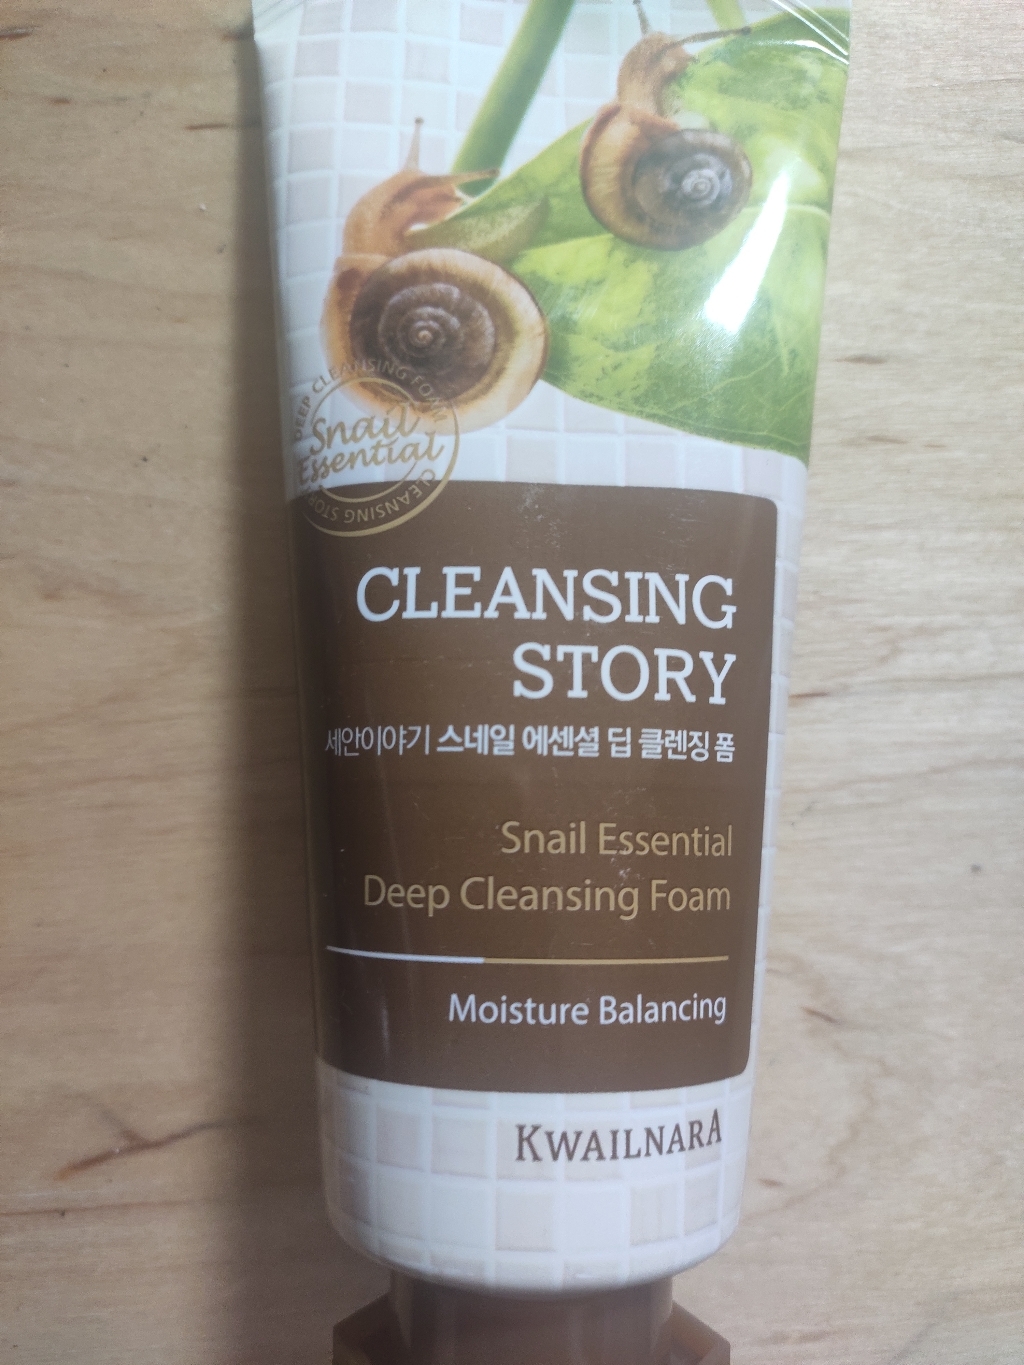 DEEP CLEANSING FOAM
Snail
Essential
CLEANSING STORY
CLEANSING
STORY
세안이야기 스네일 에센셜 딥 클렌징 폼
Snail Essential
Deep Cleansing Foam
Moisture Balancing
KWAILNARA